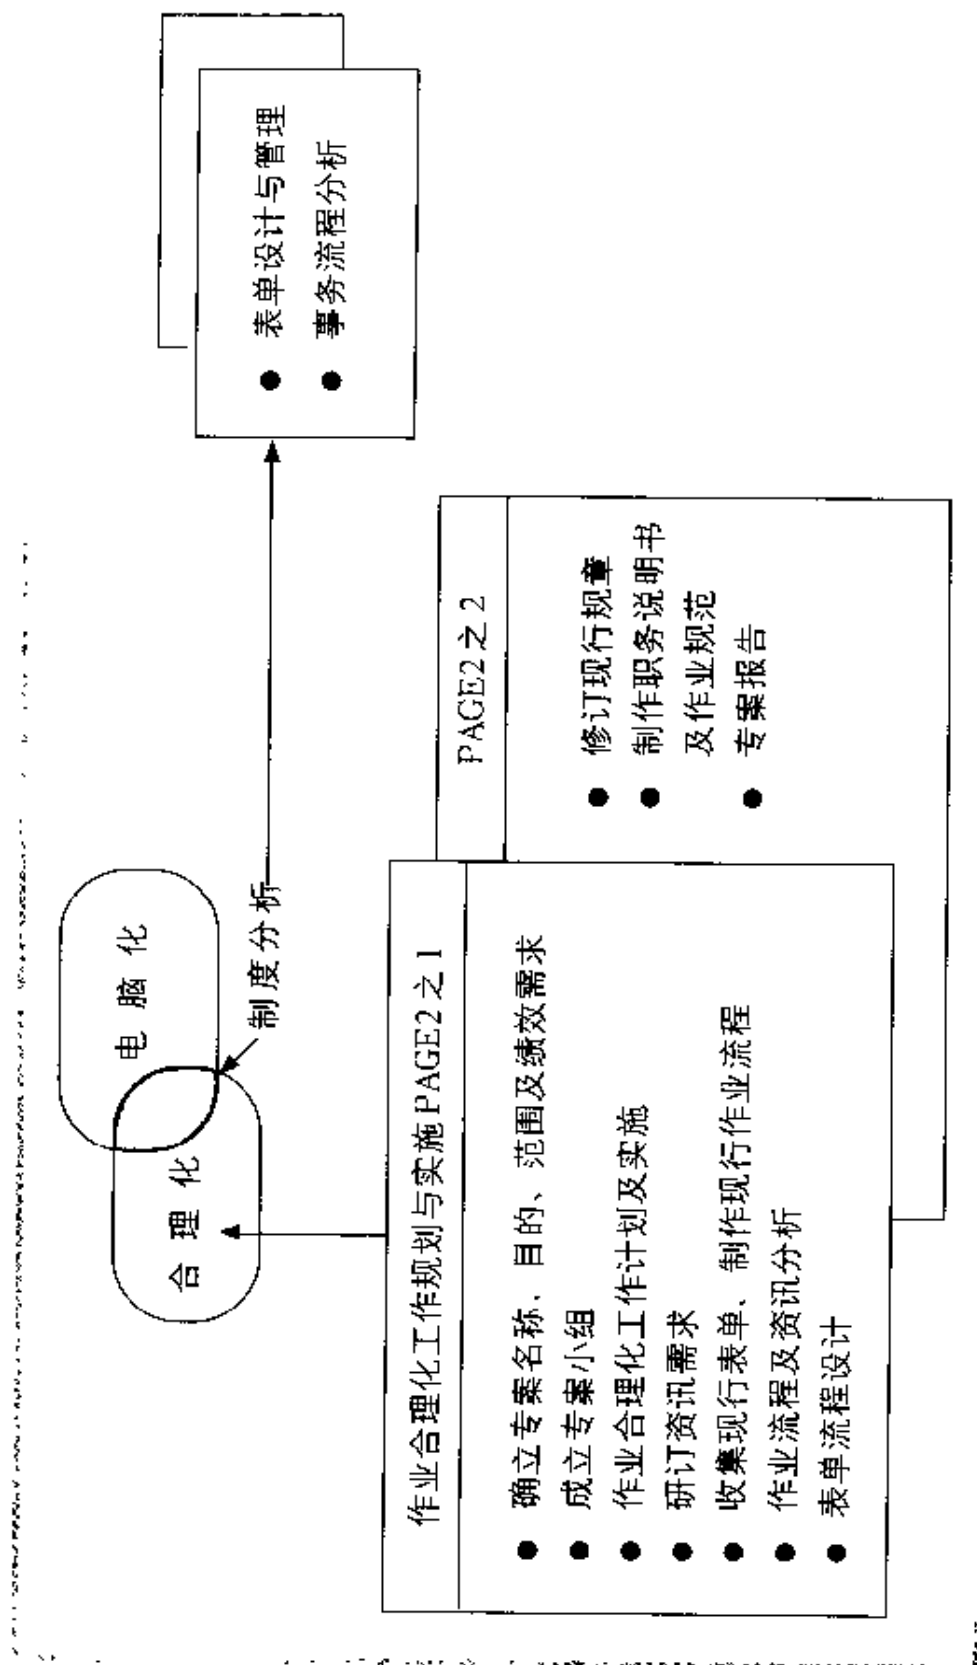 电脑化
合理化
制度分析
● 表单设计与管理
● 事务流程分析
作业合理化工作规划与实施PAGE2之1
● 确立专案名称、目的、范围及绩效需求
● 成立专案小组
● 作业合理化工作计划及实施
● 研订资讯需求
● 收集现行表单、制作现行作业流程
● 作业流程及资讯分析
● 表单流程设计
PAGE2之2
● 修订现行规章
● 制作职务说明书
及作业规范
● 专案报告